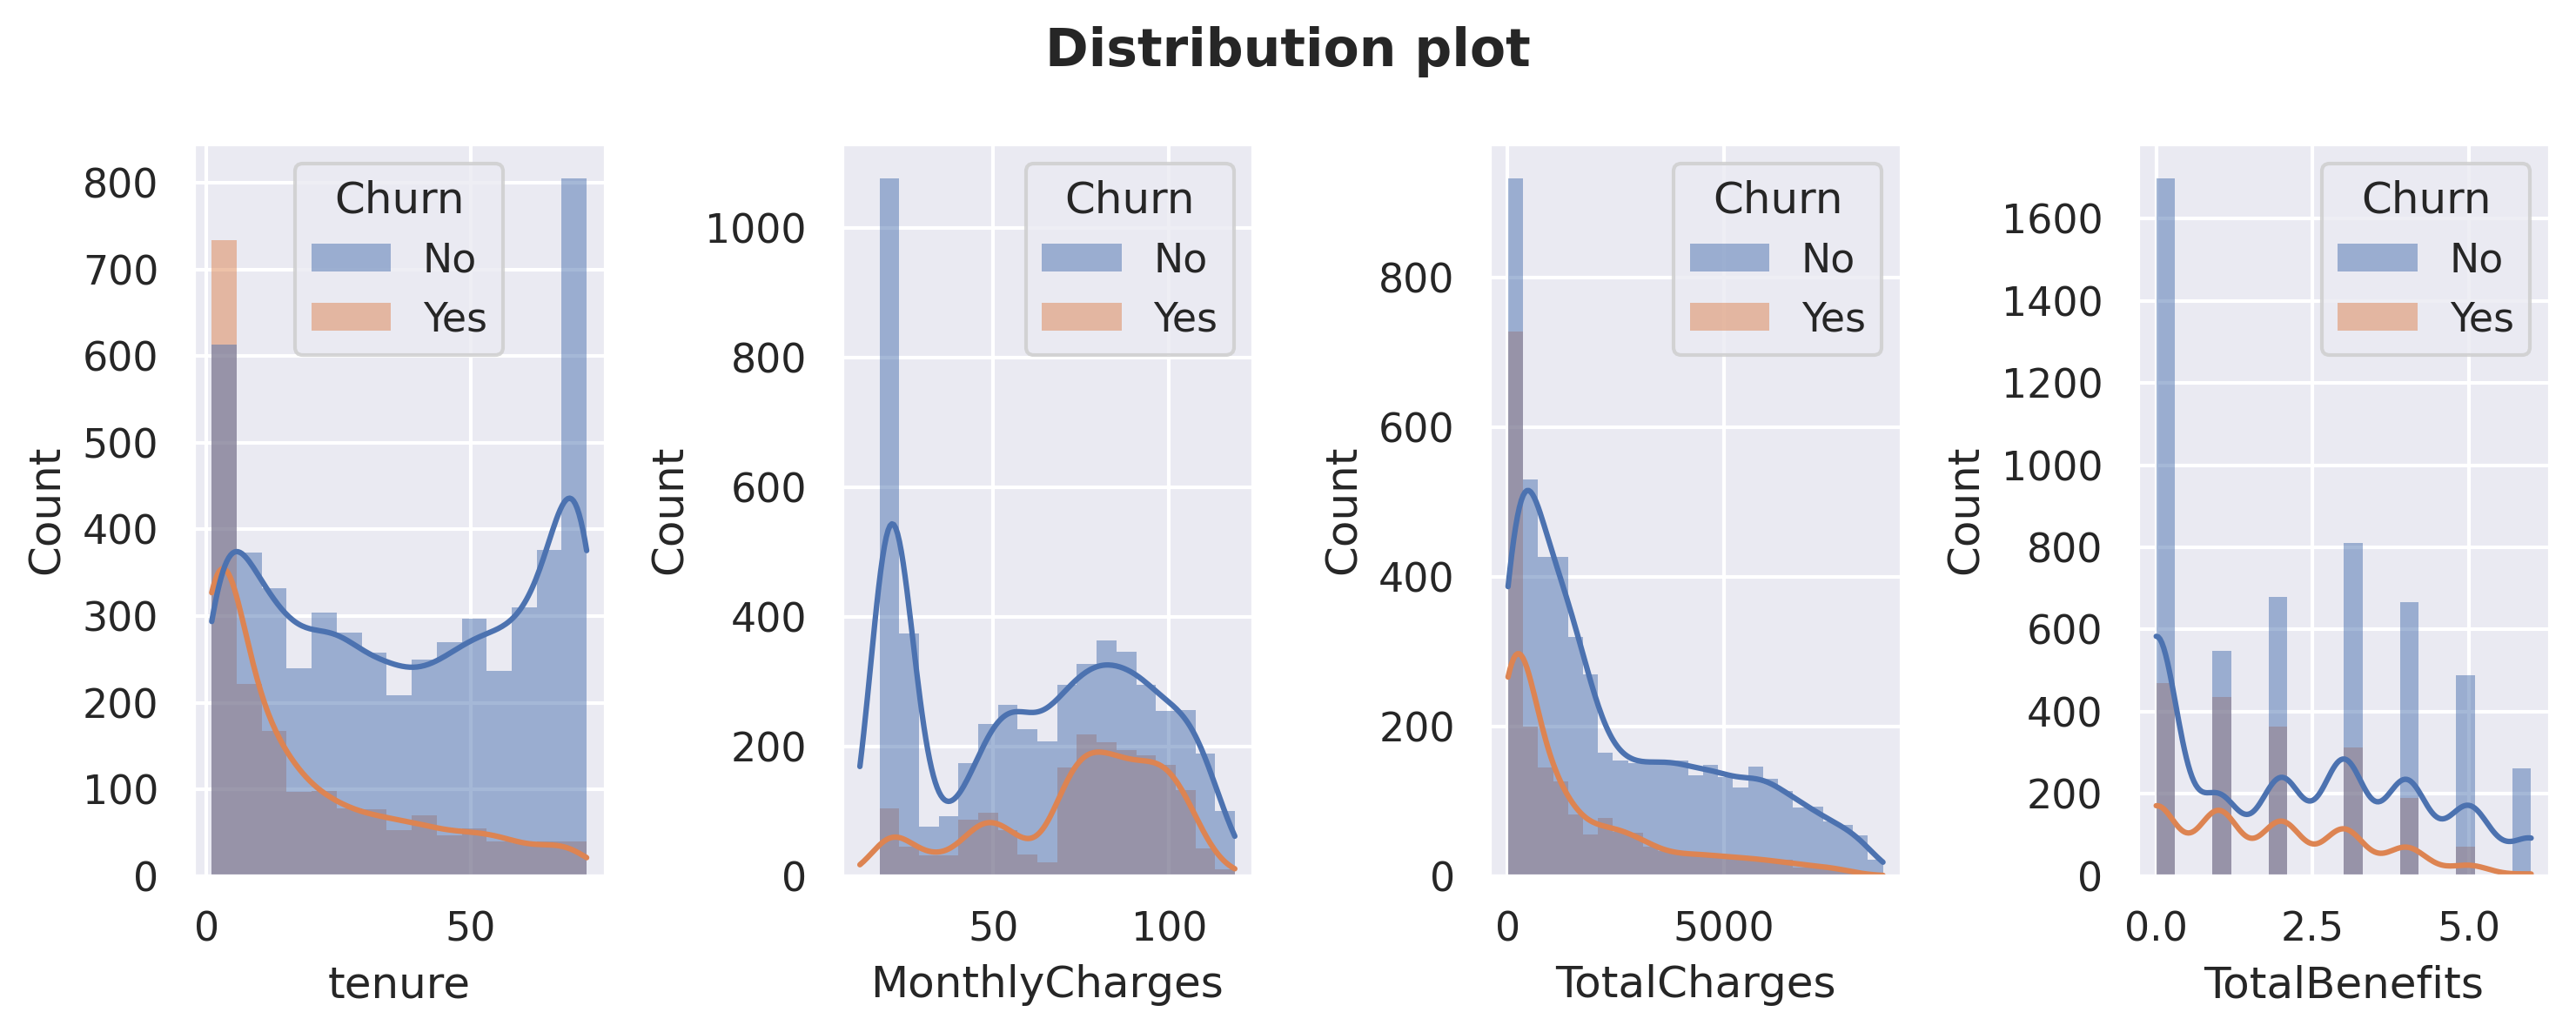 Distribution plot
800
700
600
500
400
300
200
100
0
Count
0 50
tenure
Churn
No
Yes
1000
800
600
400
200
0
Count
50 100
MonthlyCharges
Churn
No
Yes
800
600
400
200
0
Count
0 5000
TotalCharges
Churn
No
Yes
1600
1400
1200
1000
800
600
400
200
0
Count
0.0 2.5 5.0
TotalBenefits
Churn
No
Yes